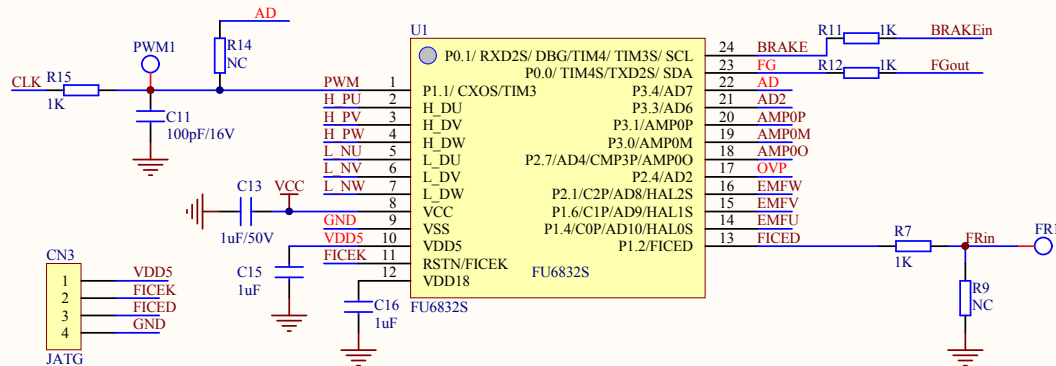 AD
U1
PWM1
R14
NC
CLK
R15
1K
C11
100pF/16V
PWM
1
P1.1/ CXOS/TIM3
H_PU
2
H_DU
H_PV
3
H_DV
H_PW
4
H_DW
L_NU
5
L_DU
L_NV
6
L_DV
L_NW
7
L_DW
C13
1uF/50V
VCC
8
VCC
GND
9
VSS
VDD5
10
VDD5
FICEK
11
RSTN/FICEK
12
VDD18
C15
1uF
C16
1uF
FU6832S
FU6832S
P0.1/ RXD2S/ DBG/TIM4/ TIM3S/ SCL
24
BRAKE
R11
1K
BRAKEin
P0.0/ TIM4S/TXD2S/ SDA
23
FG
R12
1K
FGout
P3.4/AD7
22
AD
P3.3/AD6
21
AD2
P3.1/AMP0P
20
AMP0P
P3.0/AMP0M
19
AMP0M
P2.7/AD4/CMP3P/AMP0O
18
AMP0O
P2.4/AD2
17
OVP
P2.1/C2P/AD8/HAL2S
16
EMFW
P1.6/C1P/AD9/HAL1S
15
EMFV
P1.4/C0P/AD10/HAL0S
14
EMFU
P1.2/FICED
13
FICED
R7
1K
FRin
R9
NC
CN3
1
VDD5
2
FICEK
3
FICED
4
GND
JATG